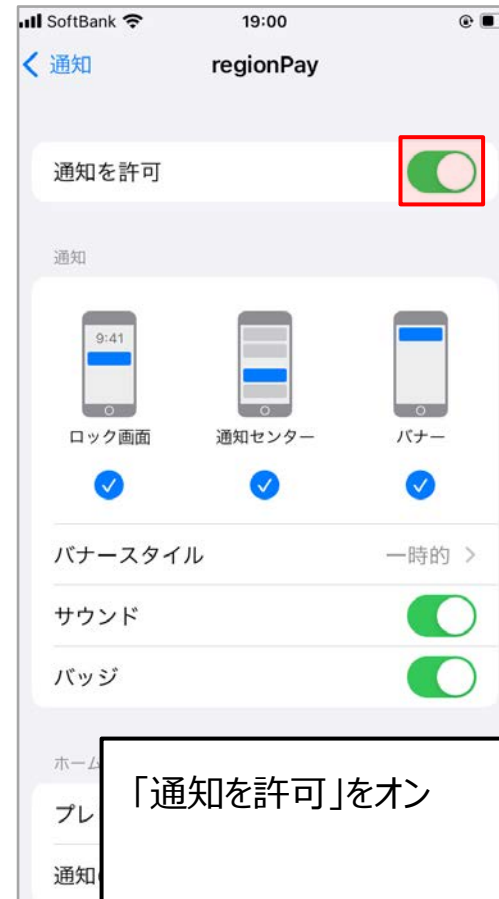 SoftBank 19:00
通知 regionPay
通知を許可
通知
9:41
ロック画面 通知センター バナー
バナースタイル 一時的
サウンド
バッジ
ホーム
プレ
通知
「通知を許可」をオン